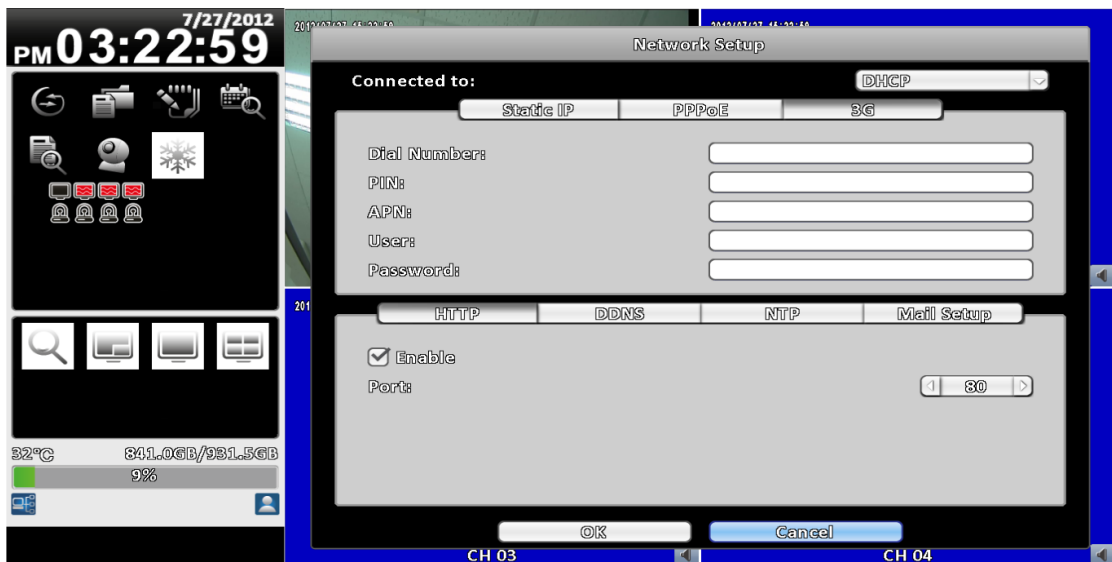 7/27/2012
PM 03:22:59
Network Setup
Connected to: DHCP
Static IP PPPoE 3G
Dial Number:
PIN:
APN:
User:
Password:
HTTP DDNS NTP Mail Setup
Enable
Port: 80
OK Cancel
32°C 841.0GB/931.5GB
9%
201
CH 03 CH 04